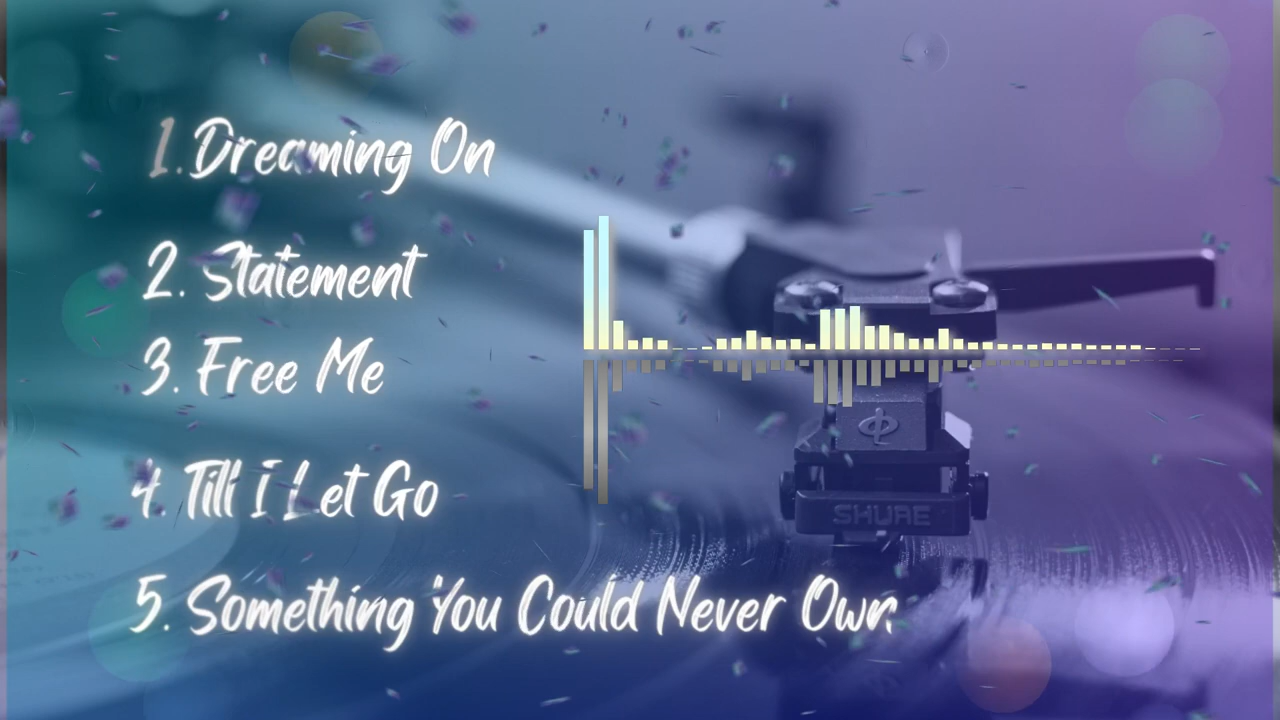 1. Dreaming On
2. Statement
3. Free Me
4. Till I Let Go
5. Something You Could Never Own
SHURE